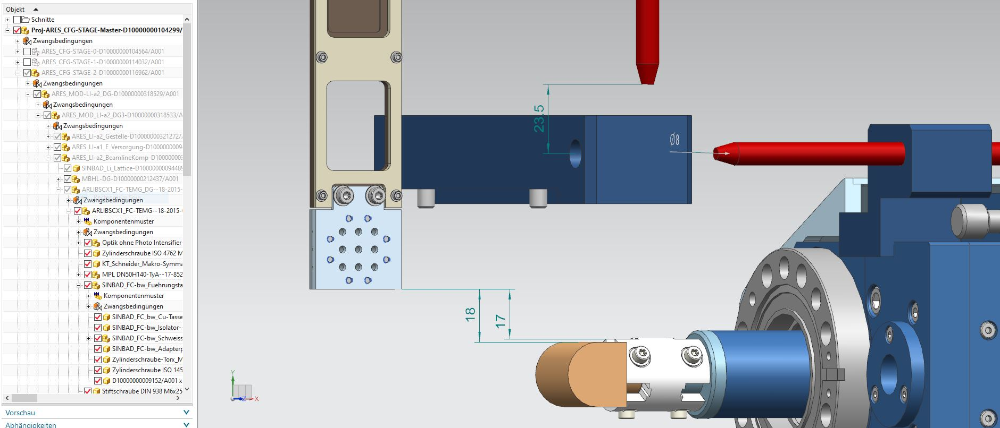 Objekt
Schnitte
Proj-ARES_CFG-STAGE-Master-D10000000104299/
Zwangsbedingungen
ARES_CFG-STAGE-0-D10000000104564/A001
ARES_CFG-STAGE-1-D10000000114032/A001
ARES_CFG-STAGE-2-D10000000116962/A001
Zwangsbedingungen
ARES_MOD-LI-a2_DG-D10000000318529/A001
Zwangsbedingungen
ARES_MOD_LI-a2_DG3-D10000000318533/A
Zwangsbedingungen
ARES_LI-a2_Gestelle-D10000000321272/
ARES_LI-a1_E_Versorgung-D1000000009
ARES_LI-a2_BeamlineKomp-D1000000
SINBAD_Li_Lattice-D1000000009448
MBHL-DG-D10000000212437/A001
ARLIBSCX1_FC-TEMG_DG--18-2015-
Zwangsbedingungen
ARLIBSCX1_FC-TEMG--18-2015-
Komponentenmuster
Zwangsbedingungen
Optik ohne Photo Intensifier-
Zylinderschraube ISO 4762 M
KT_Schneider_Makro-Symma
MPL DN50H140-TyA--17-852
SINBAD_FC-bw_Fuehrungsta
Komponentenmuster
Zwangsbedingungen
SINBAD_FC_bw_Cu-Tasse
SINBAD_FC-bw_Isolator-
SINBAD_FC-bw_Schweiss
SINBAD_FC-bw_Adapterp
Zylinderschraube-Torx_M
Zylinderschraube ISO 145
D10000000009152/A001 x
Stiftschraube DIN 938 M6x25
Vorschau
Abhängigkeiten
23.5
Ø8
18
17
Y
Z
X